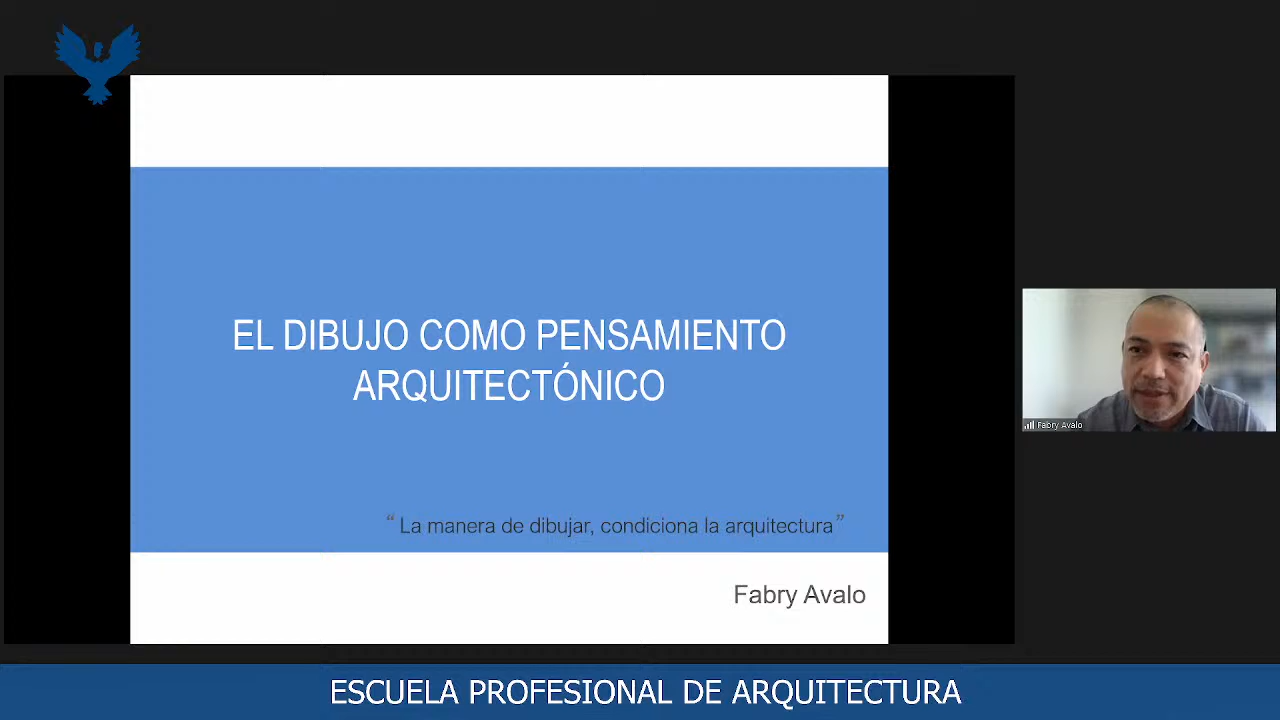 EL DIBUJO COMO PENSAMIENTO
ARQUITECTÓNICO
“ La manera de dibujar, condiciona la arquitectura”
Fabry Avalo
Fabry Avalo
ESCUELA PROFESIONAL DE ARQUITECTURA